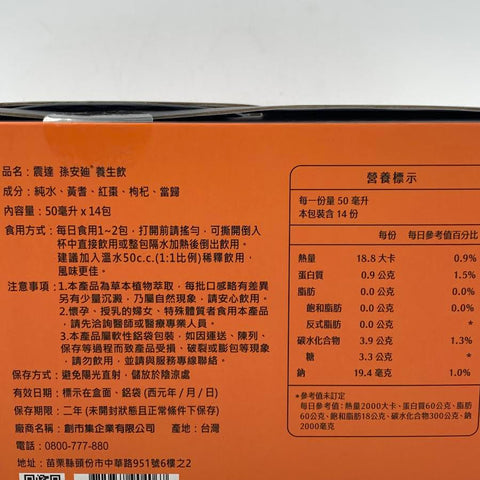 品名：震達 孫安迪®養生飲
成分：純水、黃耆、紅棗、枸杞、當歸
內容量：50毫升 x 14包
食用方式：每日食用1~2包，打開前請搖勻，可撕開倒入
杯中直接飲用或整包隔水加熱後倒出飲用。
建議加入溫水50c.c.(1:1比例)稀釋飲用，
風味更佳。
注意事項：1.本產品為草本植物萃取，每批口感略有差異
另有少量沉澱，乃屬自然現象，請安心飲用。
2.懷孕、授乳的婦女、特殊體質者食用本產品
前，請先洽詢醫師或醫療專業人員。
3.本產品屬軟性鋁袋包裝，如因運送、陳列、
保存等過程而致產品受損、破裂或膨包等現象，
請勿飲用，並請與服務專線聯絡。
保存方式：避免陽光直射，儲放於陰涼處
有效日期：標示在盒面、鋁袋 (西元年/月/日)
保存期限：二年 (未開封狀態且正常條件下保存)
廠商名稱：創市集企業有限公司 產地：台灣
電話：0800-777-880
地址：苗栗縣頭份市中華路951號6樓之2
營養標示
每一份量 50 毫升
本包裝含 14 份
每份 每日參考值百分比
熱量 18.8 大卡 0.9%
蛋白質 0.9 公克 1.5%
脂肪 0.0 公克 0.0%
飽和脂肪 0.0 公克 0.0%
反式脂肪 0.0 公克 *
碳水化合物 3.9 公克 1.3%
糖 3.3 公克 *
鈉 19.4 毫克 1.0%
*參考值未訂定
每日參考值：熱量2000大卡、蛋白質60公克、脂肪
60公克、飽和脂肪18公克、碳水化合物300公克、鈉
2000毫克